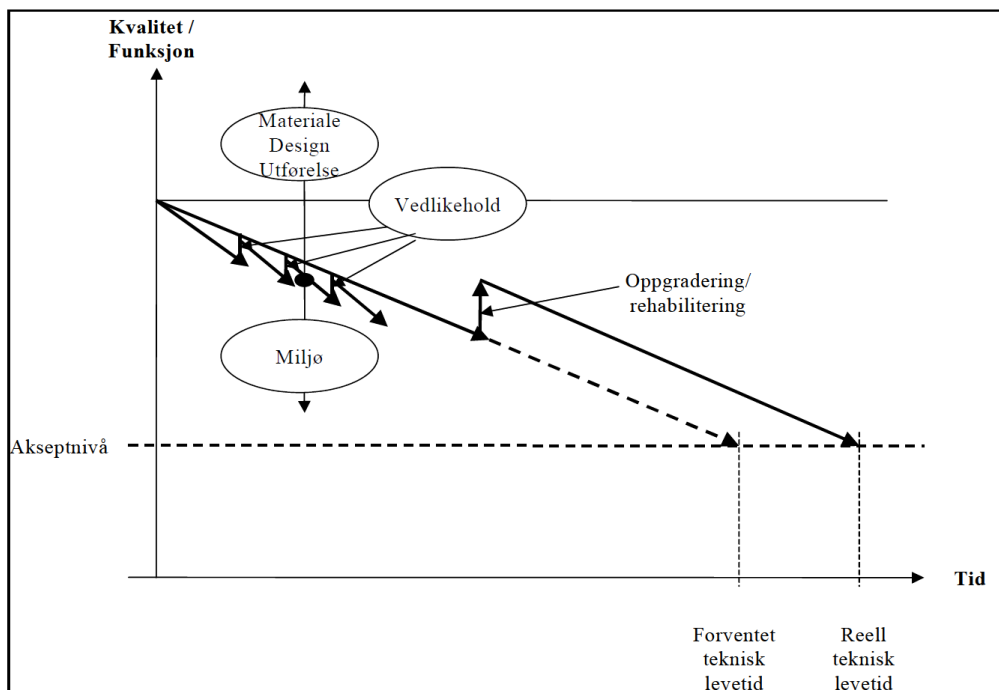 Kvalitet /
Funksjon
Materiale
Design
Utførelse
Vedlikehold
Oppgradering/
rehabilitering
Miljø
Akseptnivå
Tid
Forventet
teknisk
levetid
Reell
teknisk
levetid